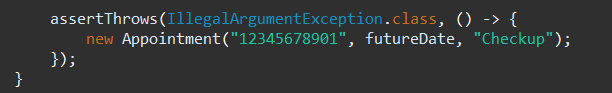 assertThrows(IllegalArgumentException.class, () -> {
new Appointment("12345678901", futureDate, "Checkup");
});
}